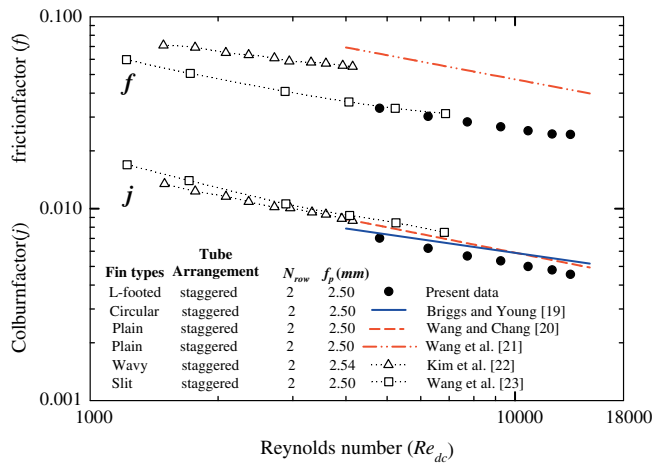 0.100
0.010
0.001
frictionfactor (f)
Colburnfactor(j)
f
j
Fin types Tube Arrangement N_row f_p (mm)
L-footed staggered 2 2.50 Present data
Circular staggered 2 2.50 Briggs and Young [19]
Plain staggered 2 2.50 Wang and Chang [20]
Plain staggered 2 2.50 Wang et al. [21]
Wavy staggered 2 2.54 Kim et al. [22]
Slit staggered 2 2.50 Wang et al. [23]
1000 10000 18000
Reynolds number (Re_dc)